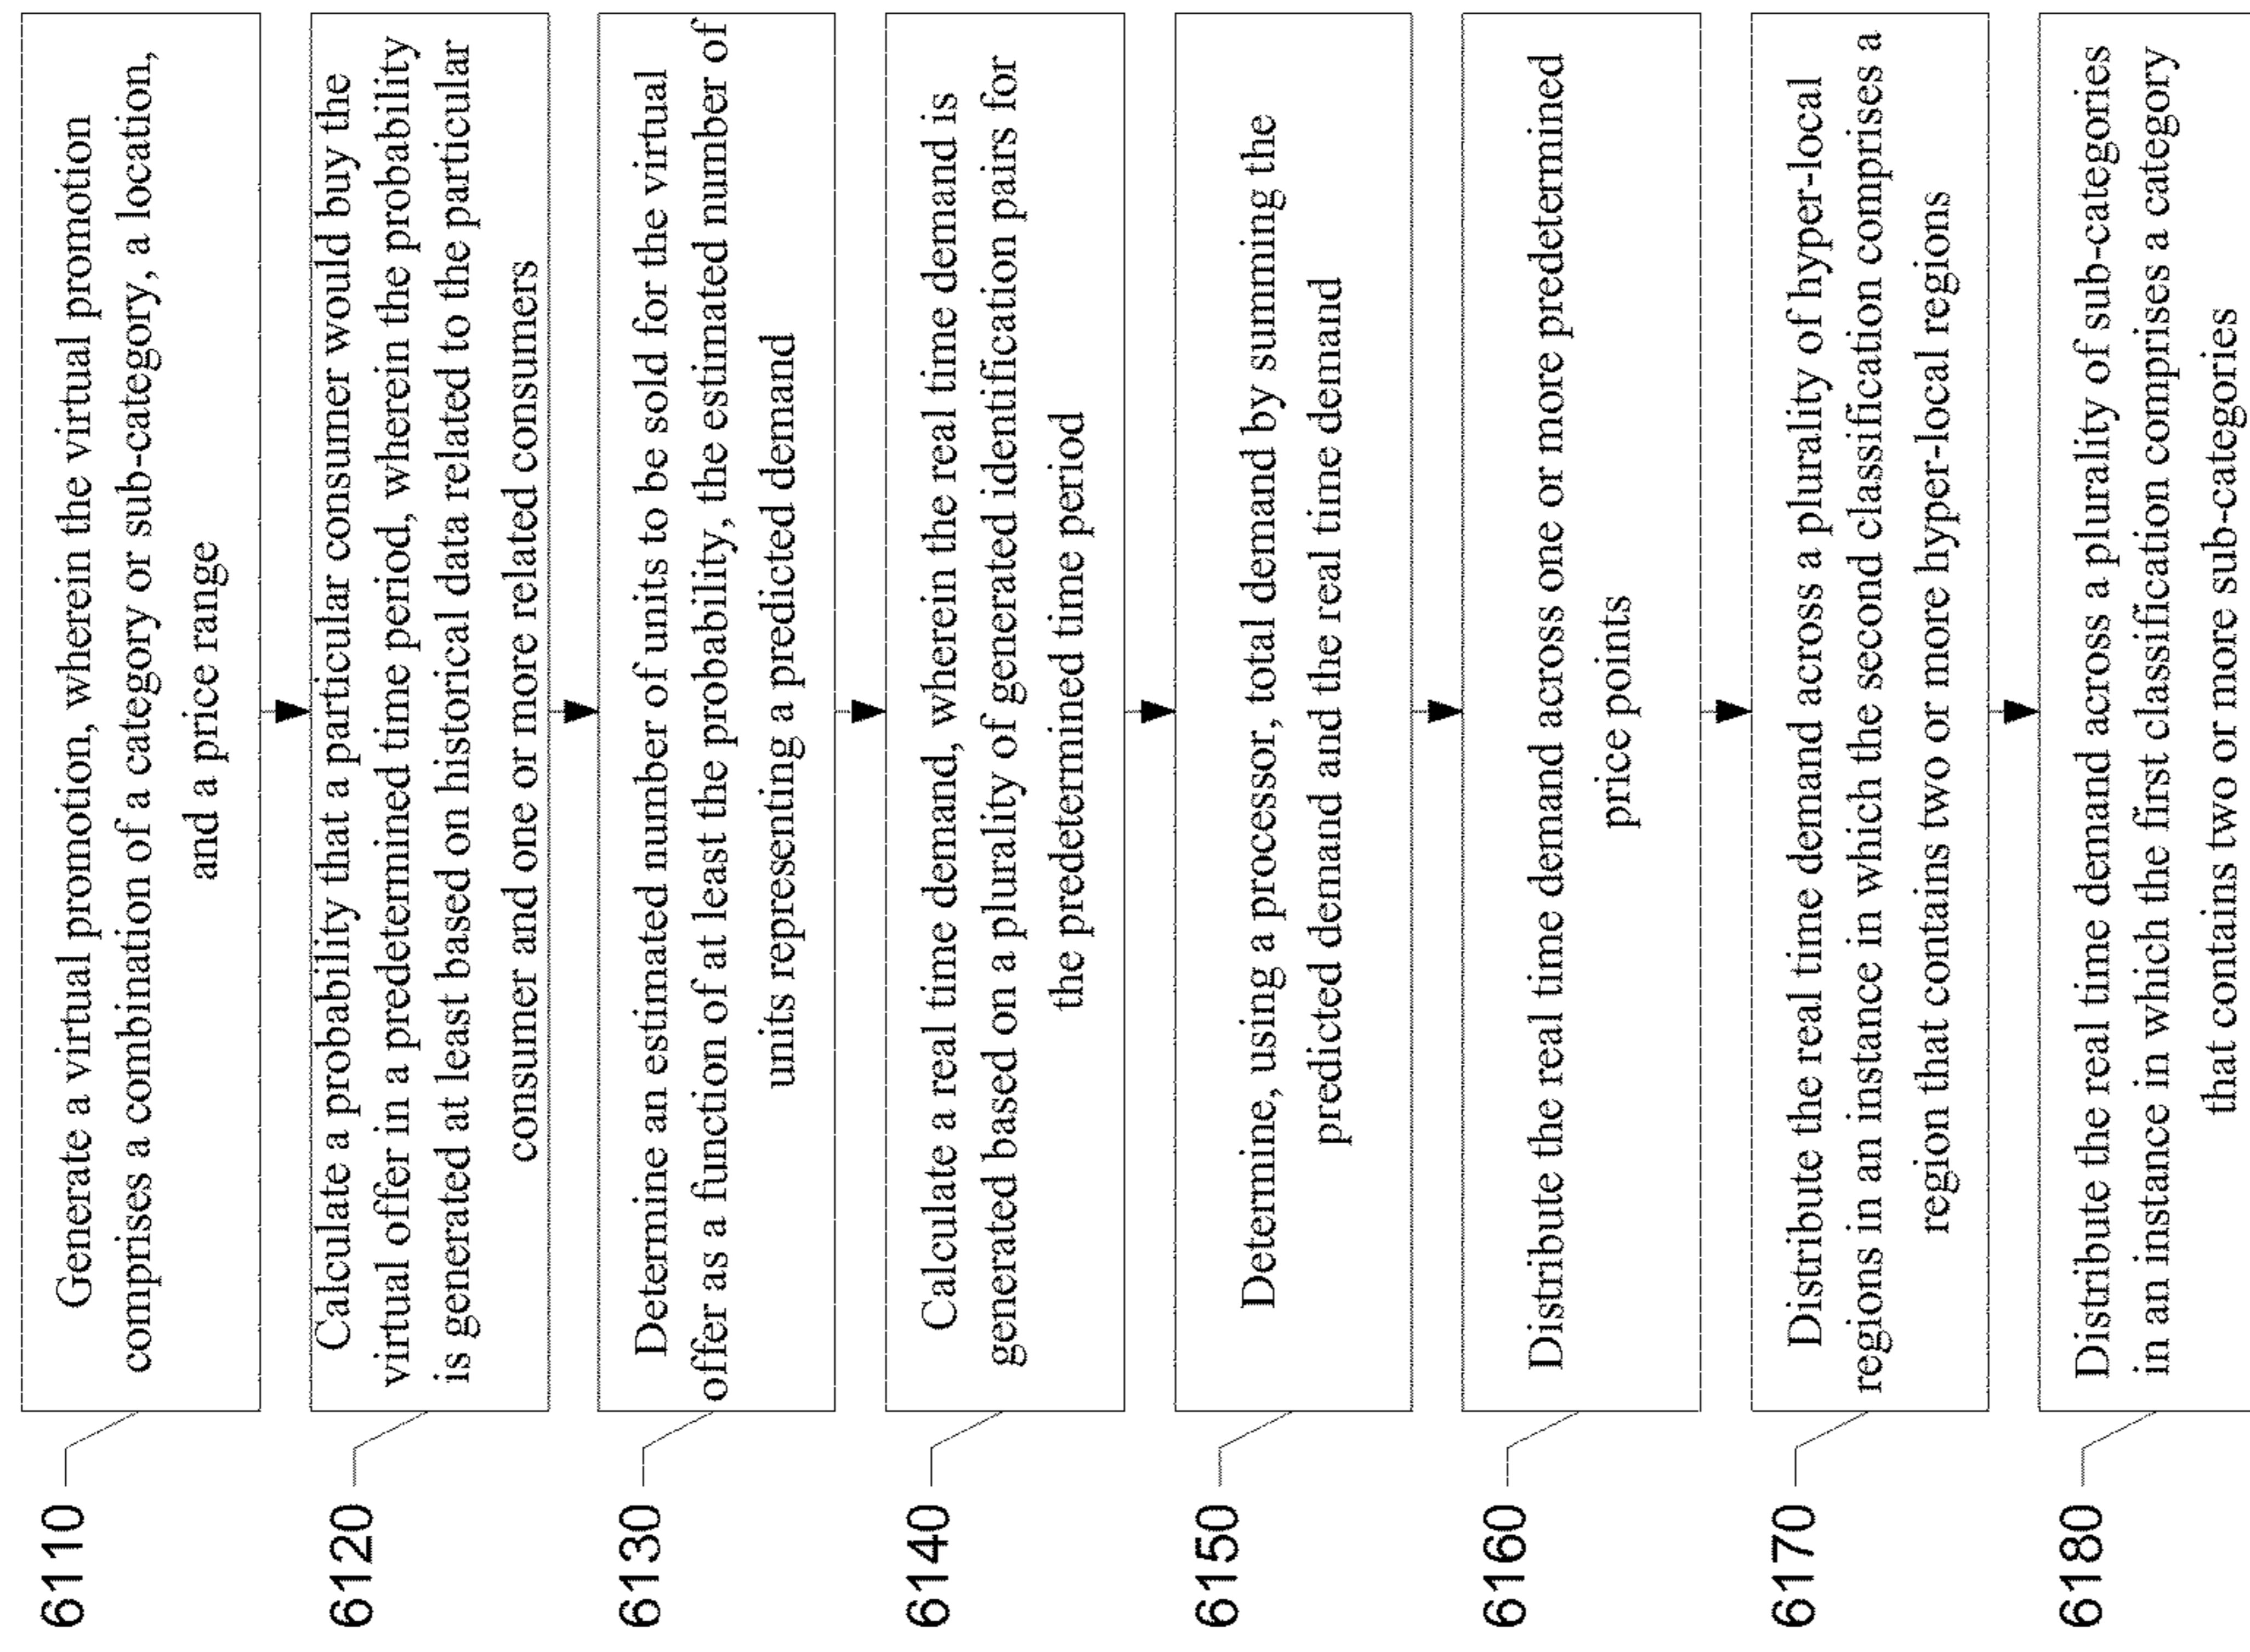 6110
Generate a virtual promotion, wherein the virtual promotion
comprises a combination of a category or sub-category, a location,
and a price range
6120
Calculate a probability that a particular consumer would buy the
virtual offer in a predetermined time period, wherein the probability
is generated at least based on historical data related to the particular
consumer and one or more related consumers
6130
Determine an estimated number of units to be sold for the virtual
offer as a function of at least the probability, the estimated number of
units representing a predicted demand
6140
Calculate a real time demand, wherein the real time demand is
generated based on a plurality of generated identification pairs for
the predetermined time period
6150
Determine, using a processor, total demand by summing the
predicted demand and the real time demand
6160
Distribute the real time demand across one or more predetermined
price points
6170
Distribute the real time demand across a plurality of hyper-local
regions in an instance in which the second classification comprises a
region that contains two or more hyper-local regions
6180
Distribute the real time demand across a plurality of sub-categories
in an instance in which the first classification comprises a category
that contains two or more sub-categories